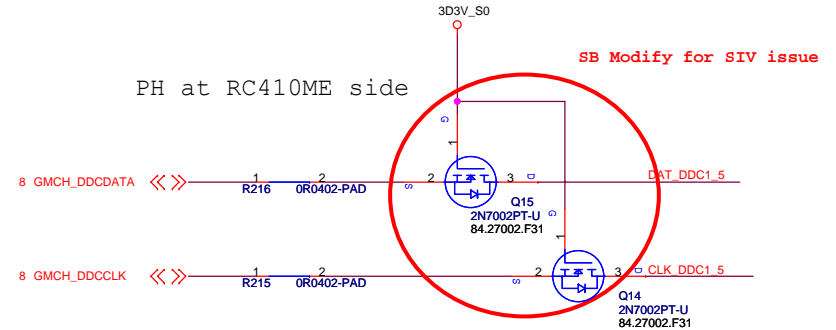 3D3V_S0
SB Modify for SIV issue
PH at RC410ME side
G
1
8 GMCH_DDCDATA
1 2
R216 0R0402-PAD
S
2
3
D
DAT_DDC1_5
Q15
2N7002PT-U
84.27002.F31
G
1
8 GMCH_DDCCLK
1 2
R215 0R0402-PAD
S
2
3
D
CLK_DDC1_5
Q14
2N7002PT-U
84.27002.F31